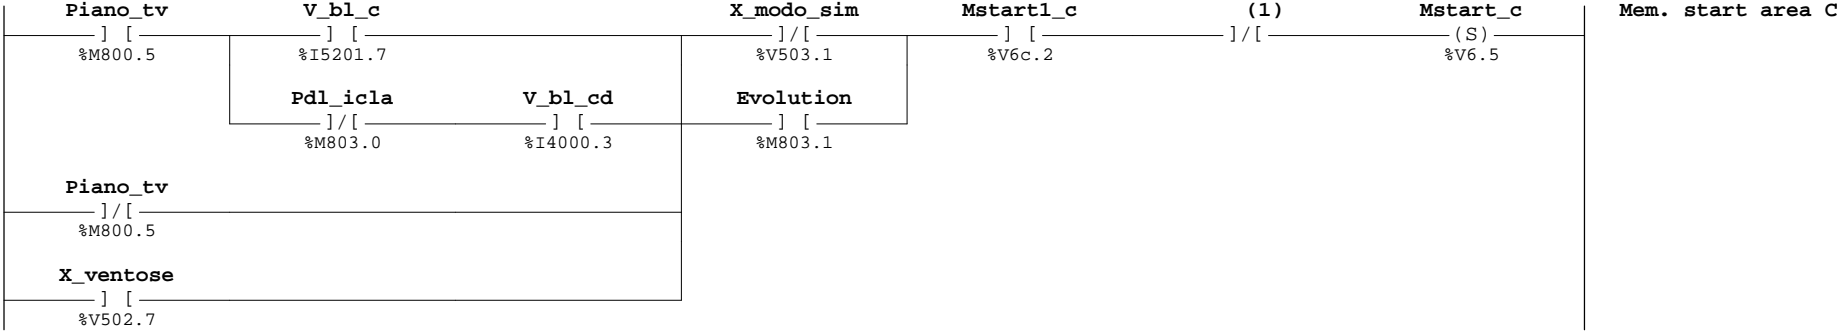 Piano_tv V_bl_c X_modo_sim Mstart1_c (1) Mstart_c Mem. start area C
] [ ] [ ]/[ ] [ ]/[ (S)
%M800.5 %I5201.7 %V503.1 %V6c.2 %V6.5
Pdl_icla V_bl_cd Evolution
]/[ ] [ ] [
%M803.0 %I4000.3 %M803.1
Piano_tv
]/[
%M800.5
X_ventose
] [
%V502.7